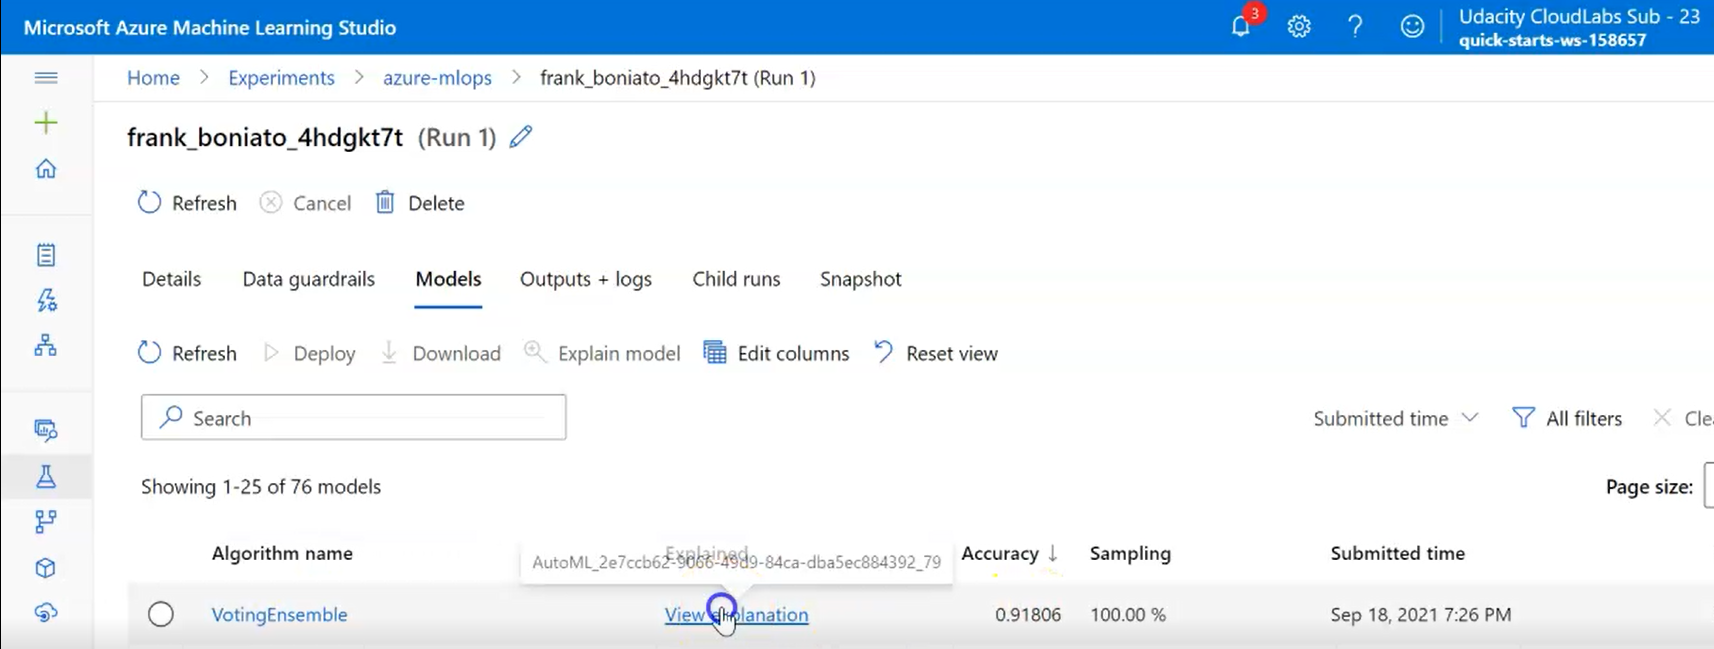 Microsoft Azure Machine Learning Studio
3
Udacity CloudLabs Sub - 23
quick-starts-ws-158657
Home > Experiments > azure-mlops > frank_boniato_4hdgkt7t (Run 1)
frank_boniato_4hdgkt7t (Run 1)
Refresh Cancel Delete
Details Data guardrails Models Outputs + logs Child runs Snapshot
Refresh Deploy Download Explain model Edit columns Reset view
Search
Submitted time All filters Clea
Showing 1-25 of 76 models
Page size:
Algorithm name Explained Accuracy ↓ Sampling Submitted time
AutoML_2e7ccb62-9066-49d9-84ca-dba5ec884392_79
VotingEnsemble View explanation 0.91806 100.00 % Sep 18, 2021 7:26 PM